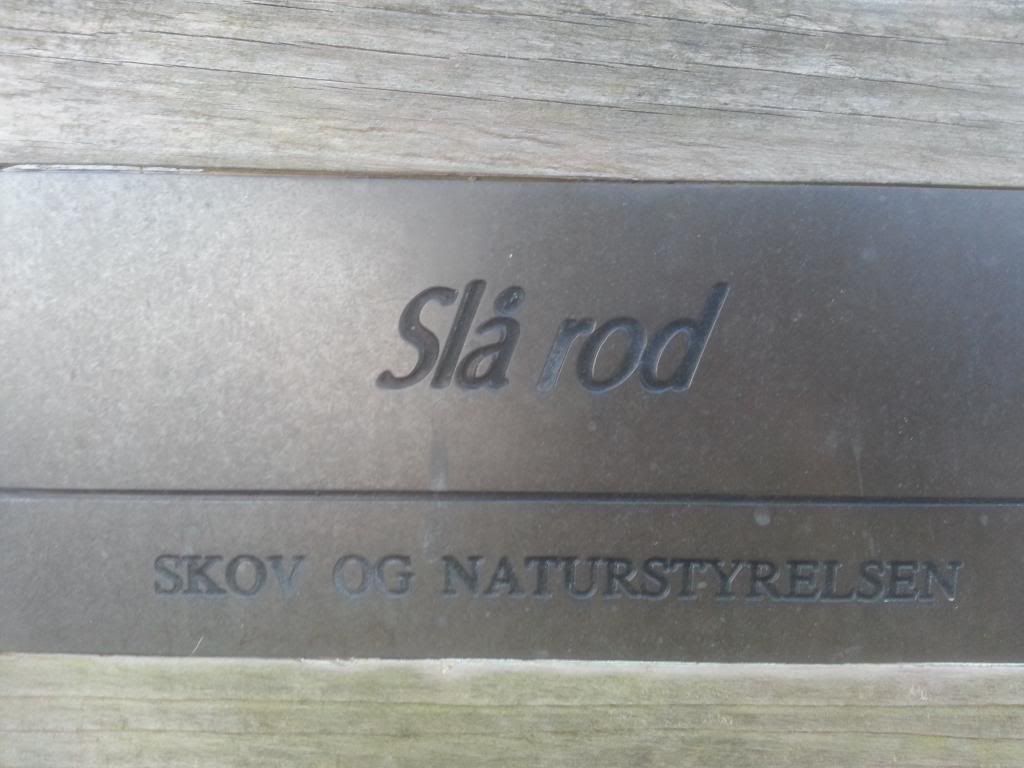 Slå rod
SKOV OG NATURSTYRELSEN